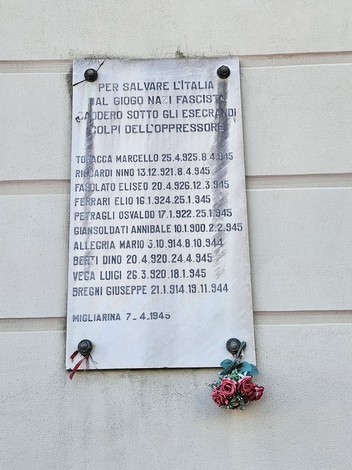 PER SALVARE L'ITALIA
DAL GIOGO NAZI FASCISTA
CADDERO SOTTO GLI ESECRANDI
COLPI DELL'OPPRESSORE
MARCELLO 25.4.925.8.4.945
RICCARDI NINO 13.12.921.8.4.945
FASOLATO ELISEO 20.4.926.12.3.945
FERRARI ELIO 16.1.924.25.1.945
PETRAGLI OSVALDO 17.1.922.25.1.945
GIANSOLDATI ANNIBALE 10.1.900.2.2.945
ALLEGRIA MARIO 3.10.914.8.10.944
BERTI DINO 20.4.920.24.4.945
VEGA LUIGI 26.3.920.18.1.945
BREGNI GIUSEPPE 21.1.914.19.11.944
MIGLIARINA 7-4.1946